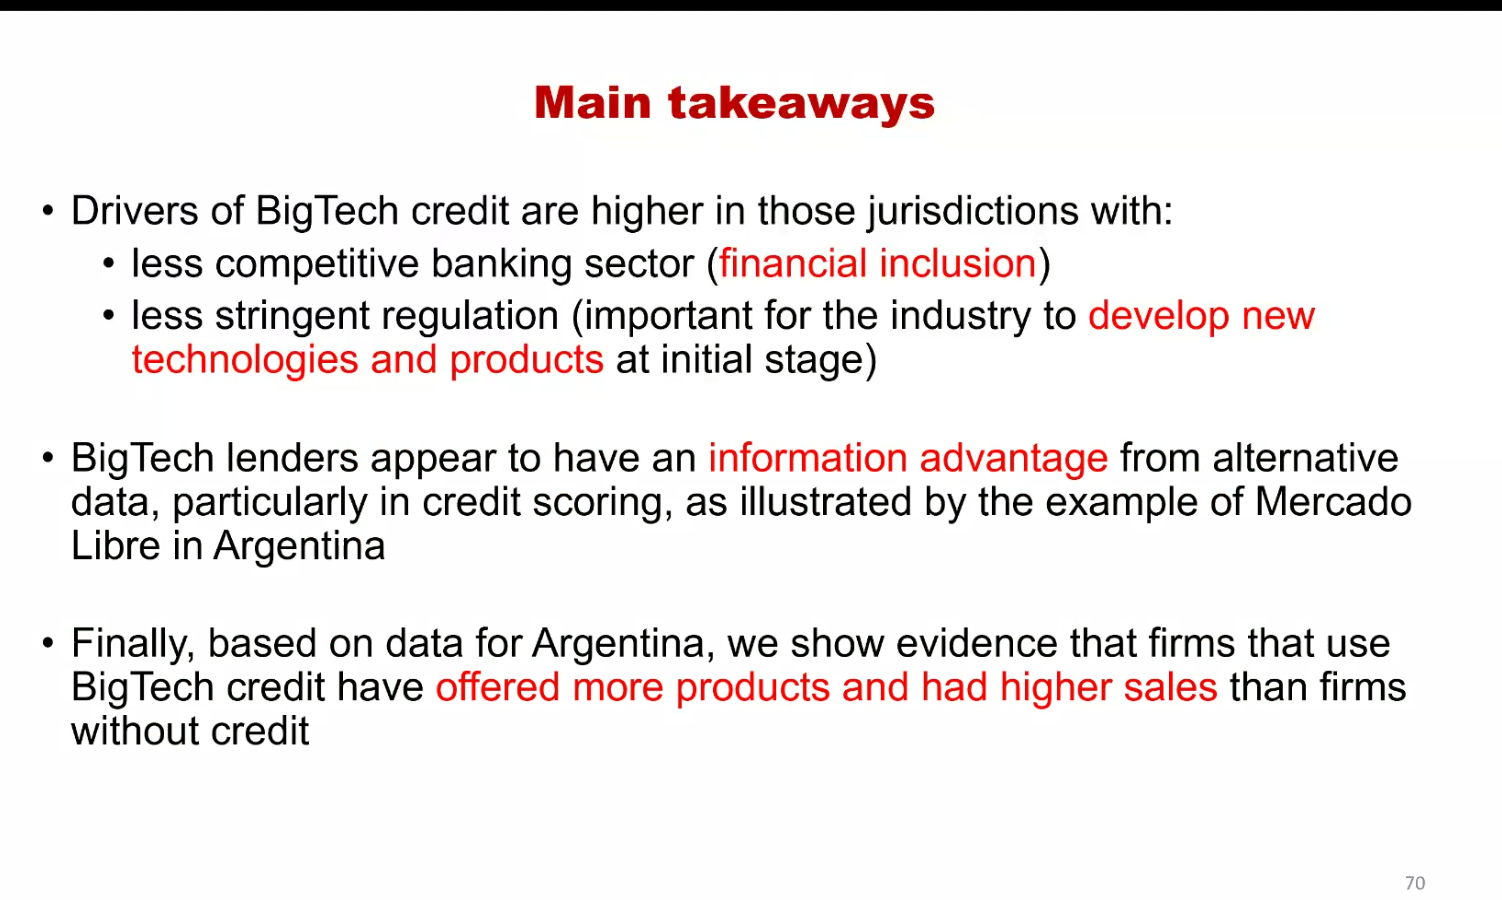 Main takeaways
• Drivers of BigTech credit are higher in those jurisdictions with:
• less competitive banking sector (financial inclusion)
• less stringent regulation (important for the industry to develop new
technologies and products at initial stage)
• BigTech lenders appear to have an information advantage from alternative
data, particularly in credit scoring, as illustrated by the example of Mercado
Libre in Argentina
• Finally, based on data for Argentina, we show evidence that firms that use
BigTech credit have offered more products and had higher sales than firms
without credit
70